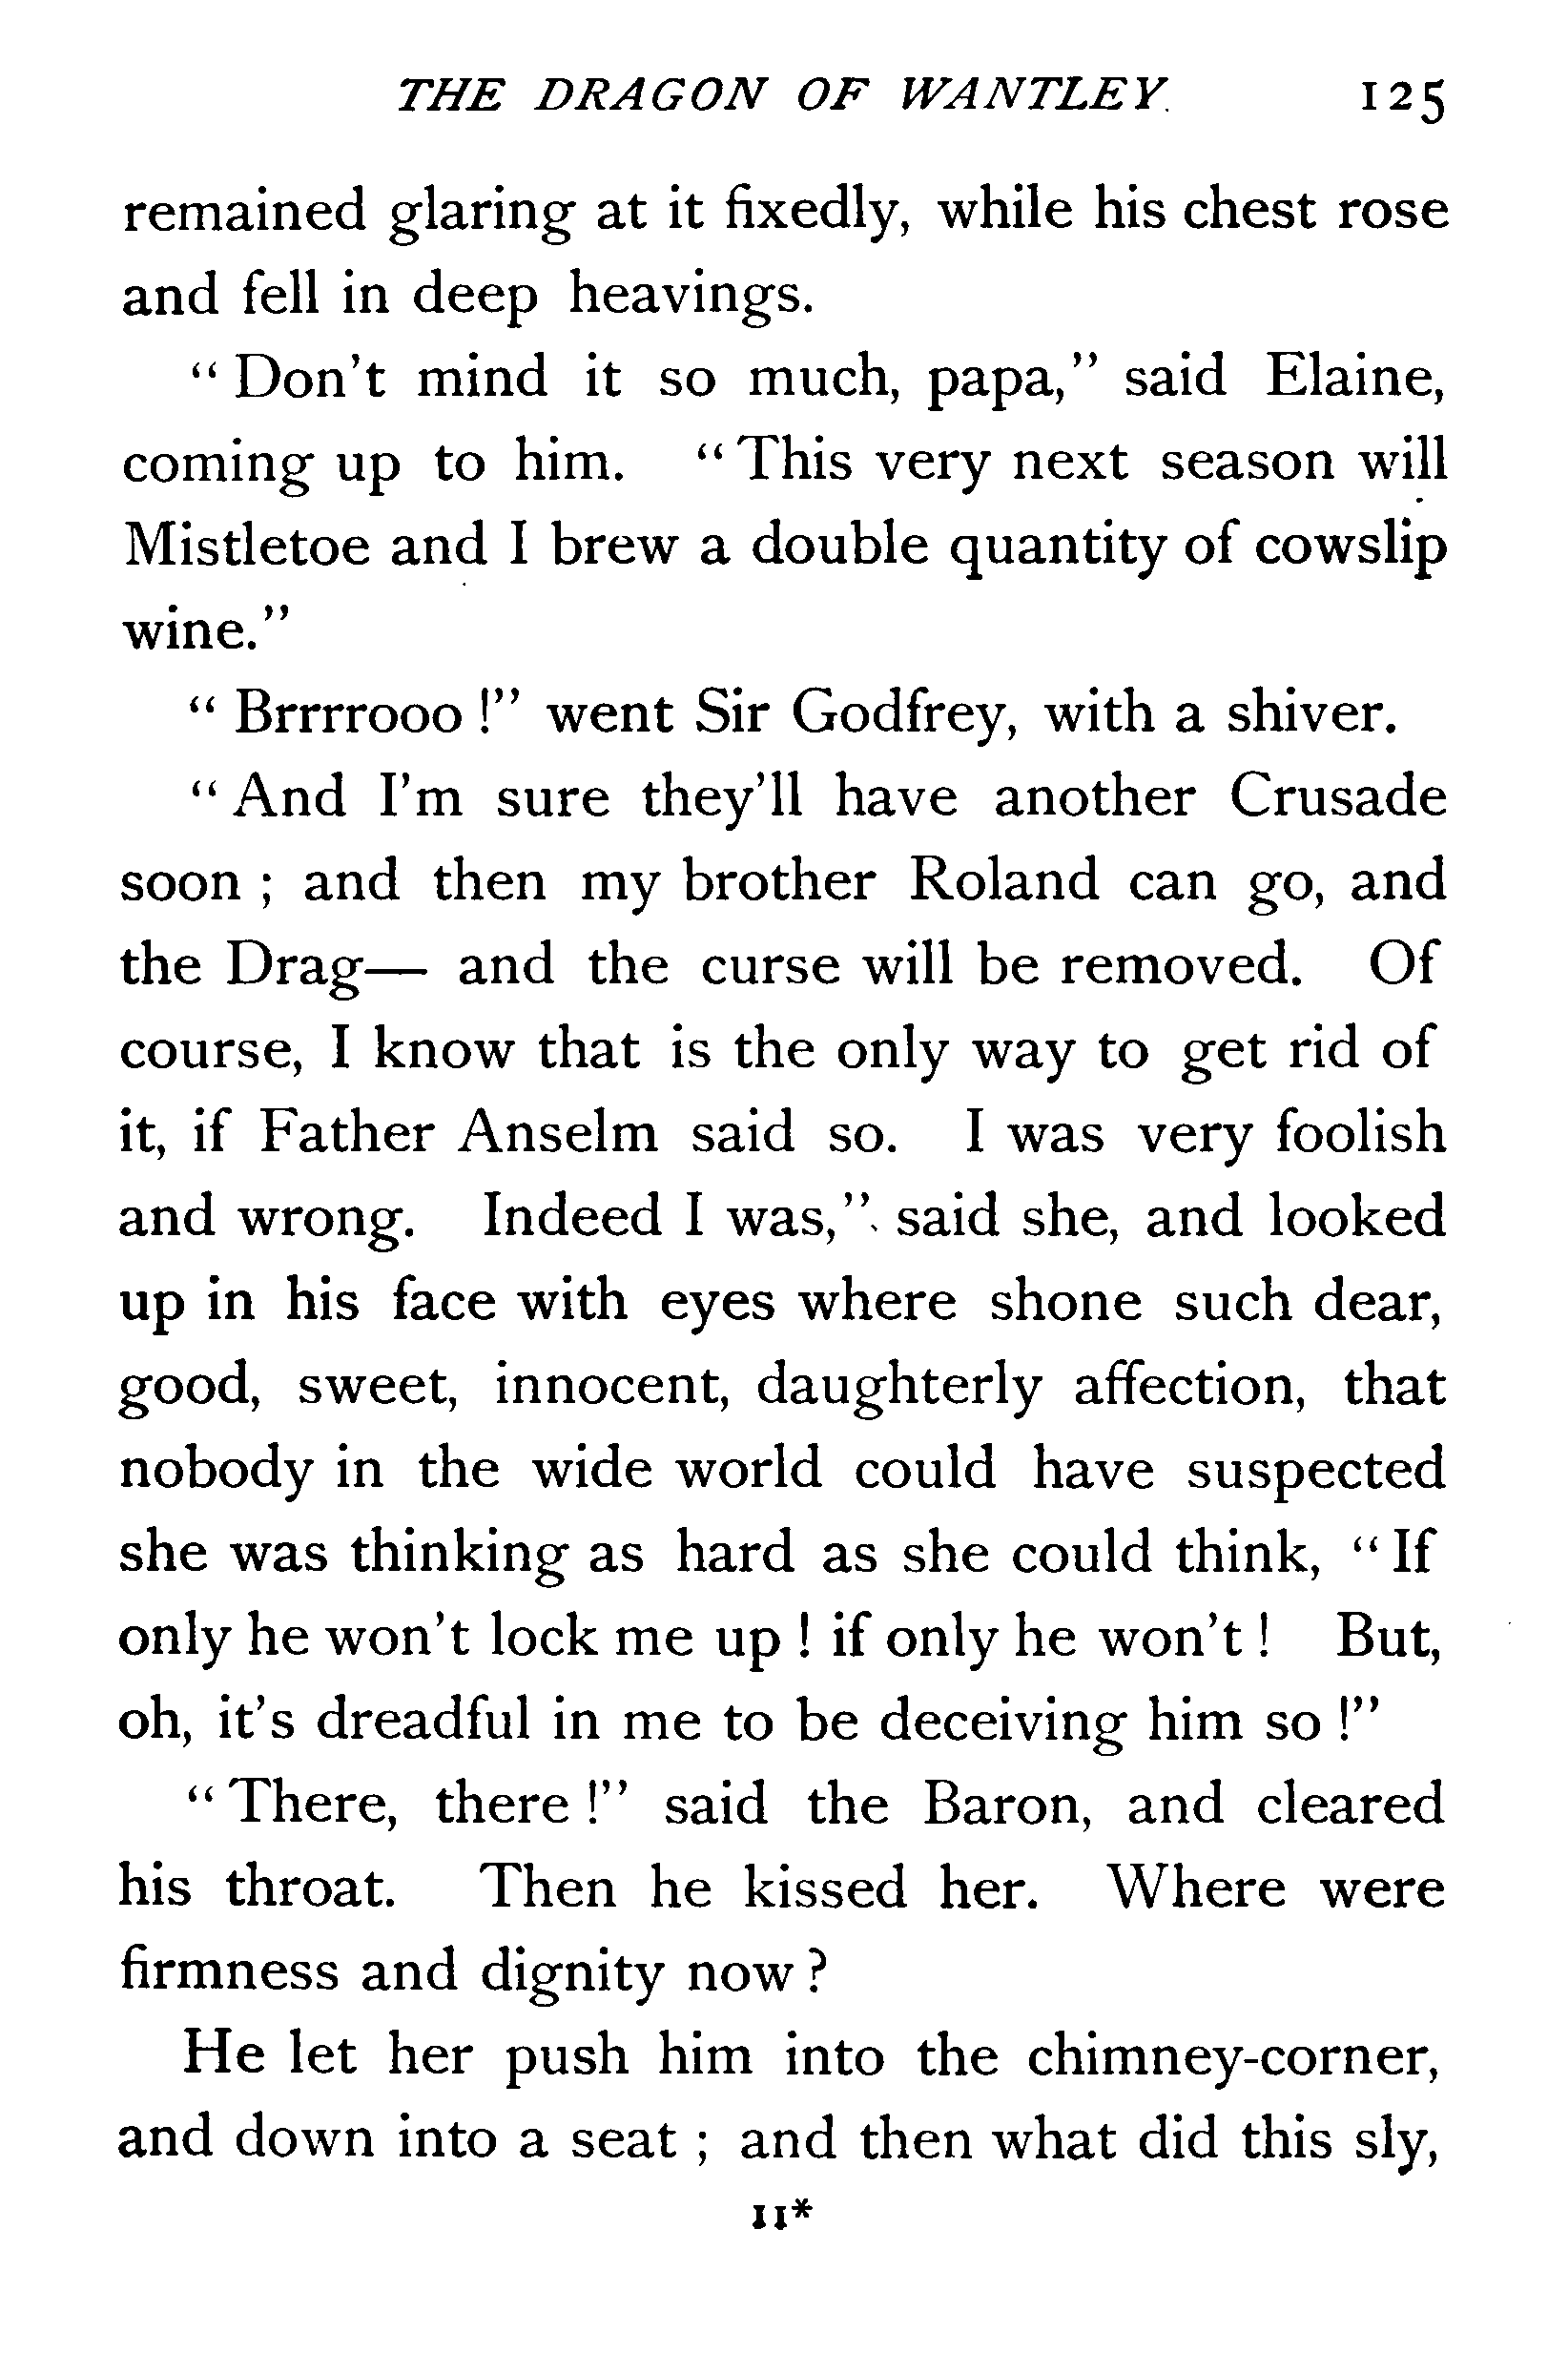 THE DRAGON OF WANTLEY. 125
remained glaring at it fixedly, while his chest rose
and fell in deep heavings.
“Don’t mind it so much, papa,” said Elaine,
coming up to him. “This very next season will
Mistletoe and I brew a double quantity of cowslip
wine.”
“Brrrrooo!” went Sir Godfrey, with a shiver.
“And I’m sure they’ll have another Crusade
soon; and then my brother Roland can go, and
the Drag— and the curse will be removed. Of
course, I know that is the only way to get rid of
it, if Father Anselm said so. I was very foolish
and wrong. Indeed I was,” said she, and looked
up in his face with eyes where shone such dear,
good, sweet, innocent, daughterly affection, that
nobody in the wide world could have suspected
she was thinking as hard as she could think, “If
only he won’t lock me up! if only he won’t! But,
oh, it’s dreadful in me to be deceiving him so!”
“There, there!” said the Baron, and cleared
his throat. Then he kissed her. Where were
firmness and dignity now?
He let her push him into the chimney-corner,
and down into a seat; and then what did this sly,
11*